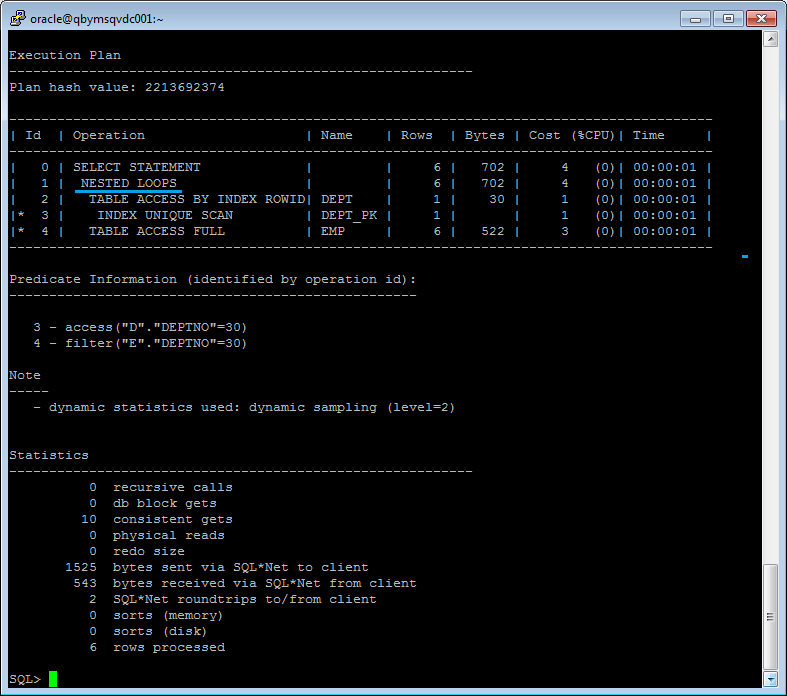 oracle@qbymsqvdc001:~
Execution Plan
----------------------------------------------------------
Plan hash value: 2213692374
----------------------------------------------------------------------------------------
| Id  | Operation                    | Name    | Rows  | Bytes | Cost (%CPU)| Time     |
----------------------------------------------------------------------------------------
|   0 | SELECT STATEMENT             |         |     6 |   702 |     4   (0)| 00:00:01 |
|   1 |  NESTED LOOPS                |         |     6 |   702 |     4   (0)| 00:00:01 |
|   2 |   TABLE ACCESS BY INDEX ROWID| DEPT    |     1 |    30 |     1   (0)| 00:00:01 |
|*  3 |    INDEX UNIQUE SCAN         | DEPT_PK |     1 |       |     1   (0)| 00:00:01 |
|*  4 |   TABLE ACCESS FULL          | EMP     |     6 |   522 |     3   (0)| 00:00:01 |
----------------------------------------------------------------------------------------
Predicate Information (identified by operation id):
---------------------------------------------------
   3 - access("D"."DEPTNO"=30)
   4 - filter("E"."DEPTNO"=30)
Note
-----
   - dynamic statistics used: dynamic sampling (level=2)
Statistics
----------------------------------------------------------
          0  recursive calls
          0  db block gets
         10  consistent gets
          0  physical reads
          0  redo size
       1525  bytes sent via SQL*Net to client
        543  bytes received via SQL*Net from client
          2  SQL*Net roundtrips to/from client
          0  sorts (memory)
          0  sorts (disk)
          6  rows processed
SQL>